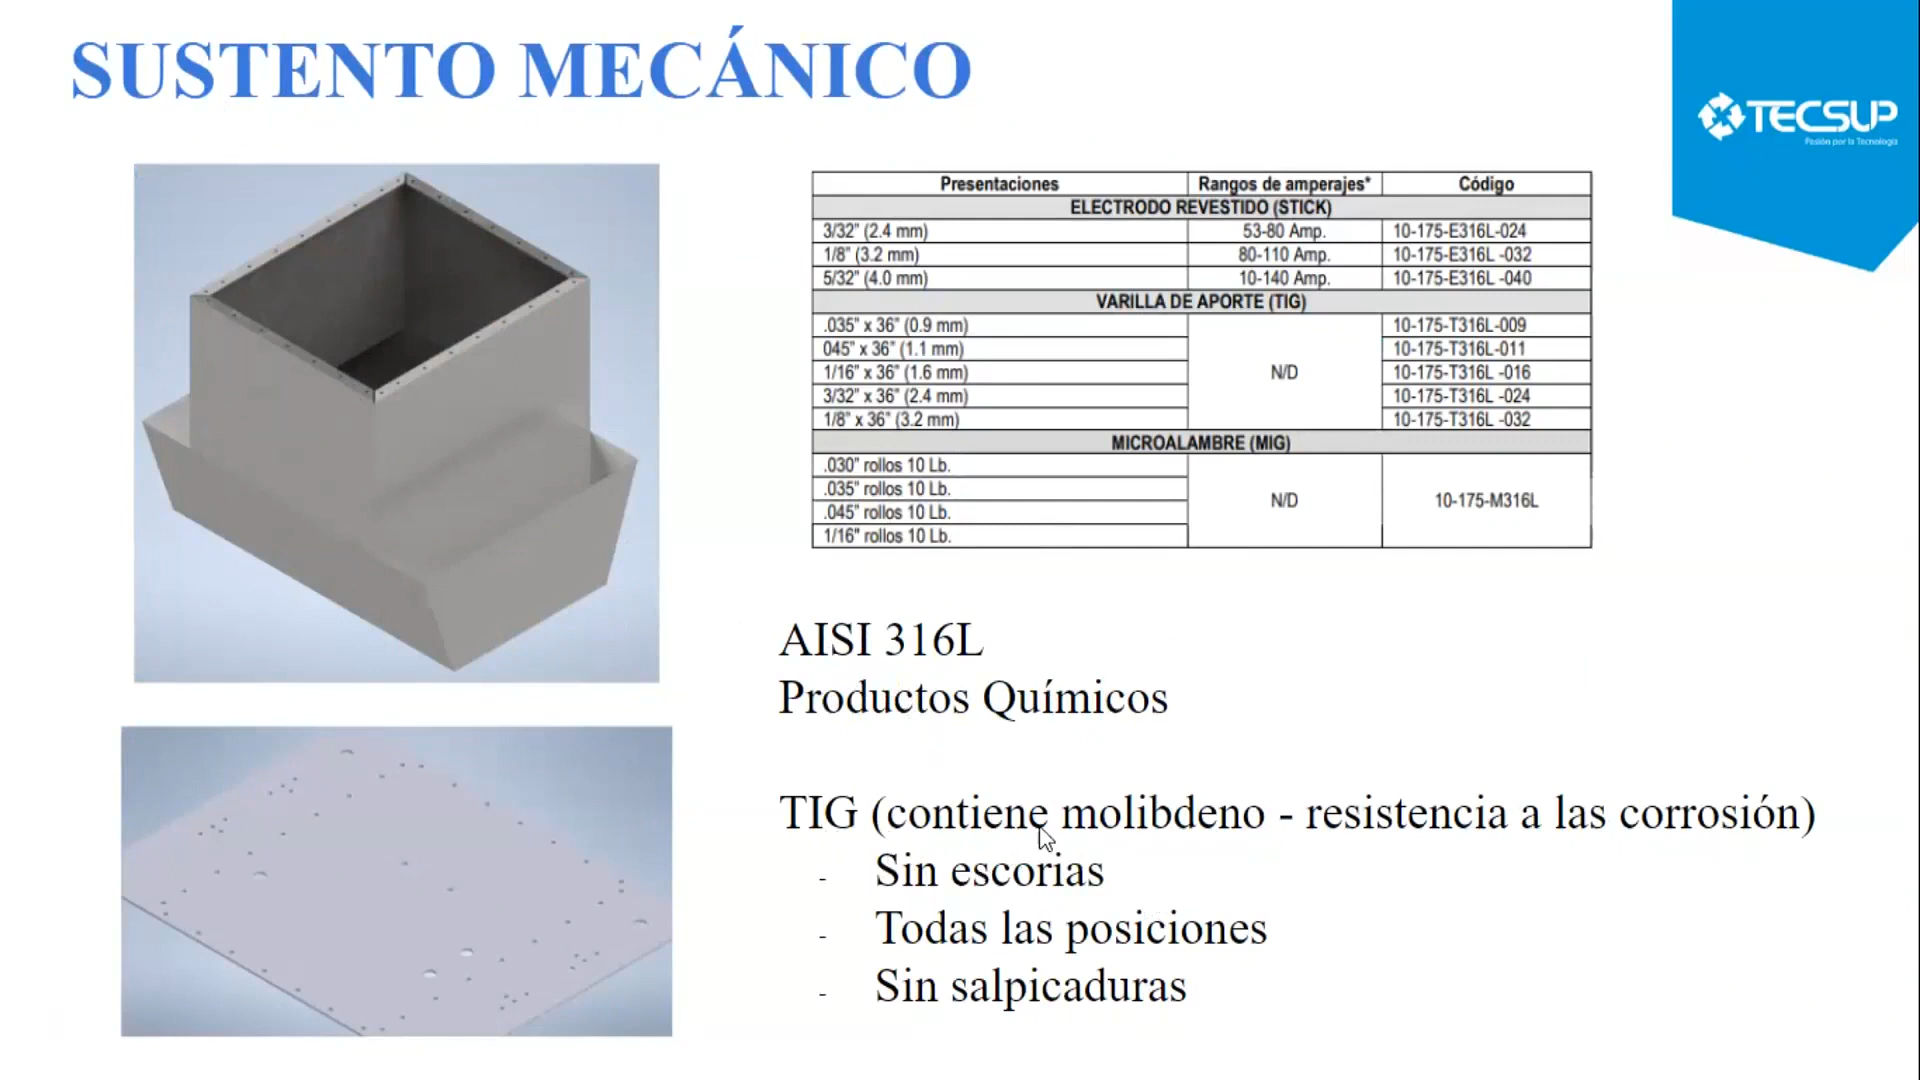 SUSTENTO MECÁNICO
TECSUP
Pasión por la Tecnología
Presentaciones Rangos de amperajes* Código
ELECTRODO REVESTIDO (STICK)
3/32" (2.4 mm) 53-80 Amp. 10-175-E316L-024
1/8" (3.2 mm) 80-110 Amp. 10-175-E316L -032
5/32" (4.0 mm) 10-140 Amp. 10-175-E316L -040
VARILLA DE APORTE (TIG)
.035" x 36" (0.9 mm) 10-175-T316L-009
045" x 36" (1.1 mm) 10-175-T316L-011
1/16" x 36" (1.6 mm) N/D 10-175-T316L -016
3/32" x 36" (2.4 mm) 10-175-T316L -024
1/8" x 36" (3.2 mm) 10-175-T316L -032
MICROALAMBRE (MIG)
.030" rollos 10 Lb.
.035" rollos 10 Lb.
N/D 10-175-M316L
.045" rollos 10 Lb.
1/16" rollos 10 Lb.
AISI 316L
Productos Químicos
TIG (contiene molibdeno - resistencia a las corrosión)
- Sin escorias
- Todas las posiciones
- Sin salpicaduras